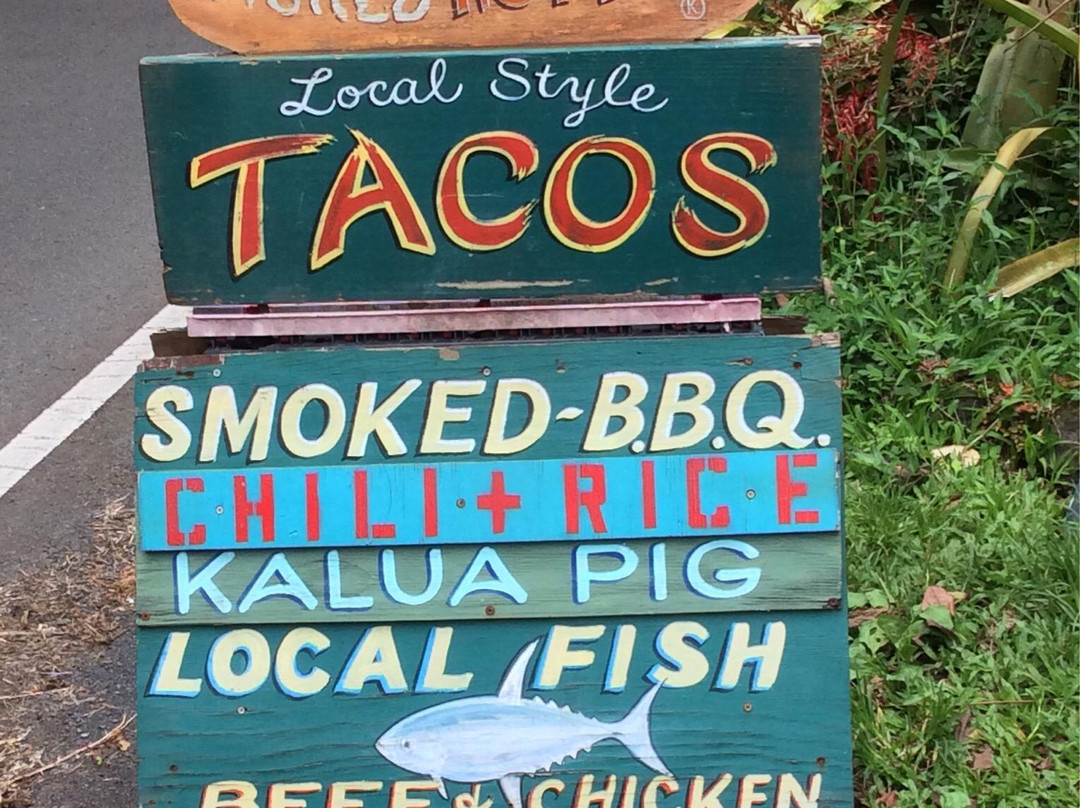 Local Style
TACOS
SMOKED~B.B.Q.
CHILI + RICE
KALUA PIG
LOCAL FISH
BEEF & CHICKEN